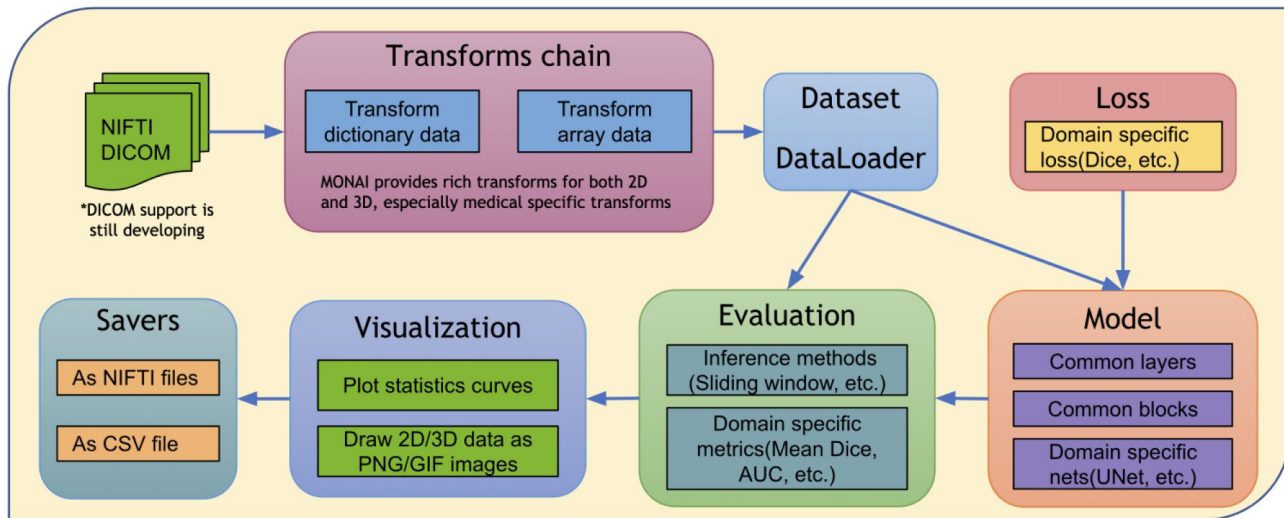 NIFTI
DICOM
*DICOM support is
still developing
Transforms chain
Transform
dictionary data
Transform
array data
MONAI provides rich transforms for both 2D
and 3D, especially medical specific transforms
Dataset
DataLoader
Loss
Domain specific
loss(Dice, etc.)
Savers
As NIFTI files
As CSV file
Visualization
Plot statistics curves
Draw 2D/3D data as
PNG/GIF images
Evaluation
Inference methods
(Sliding window, etc.)
Domain specific
metrics(Mean Dice,
AUC, etc.)
Model
Common layers
Common blocks
Domain specific
nets(UNet, etc.)